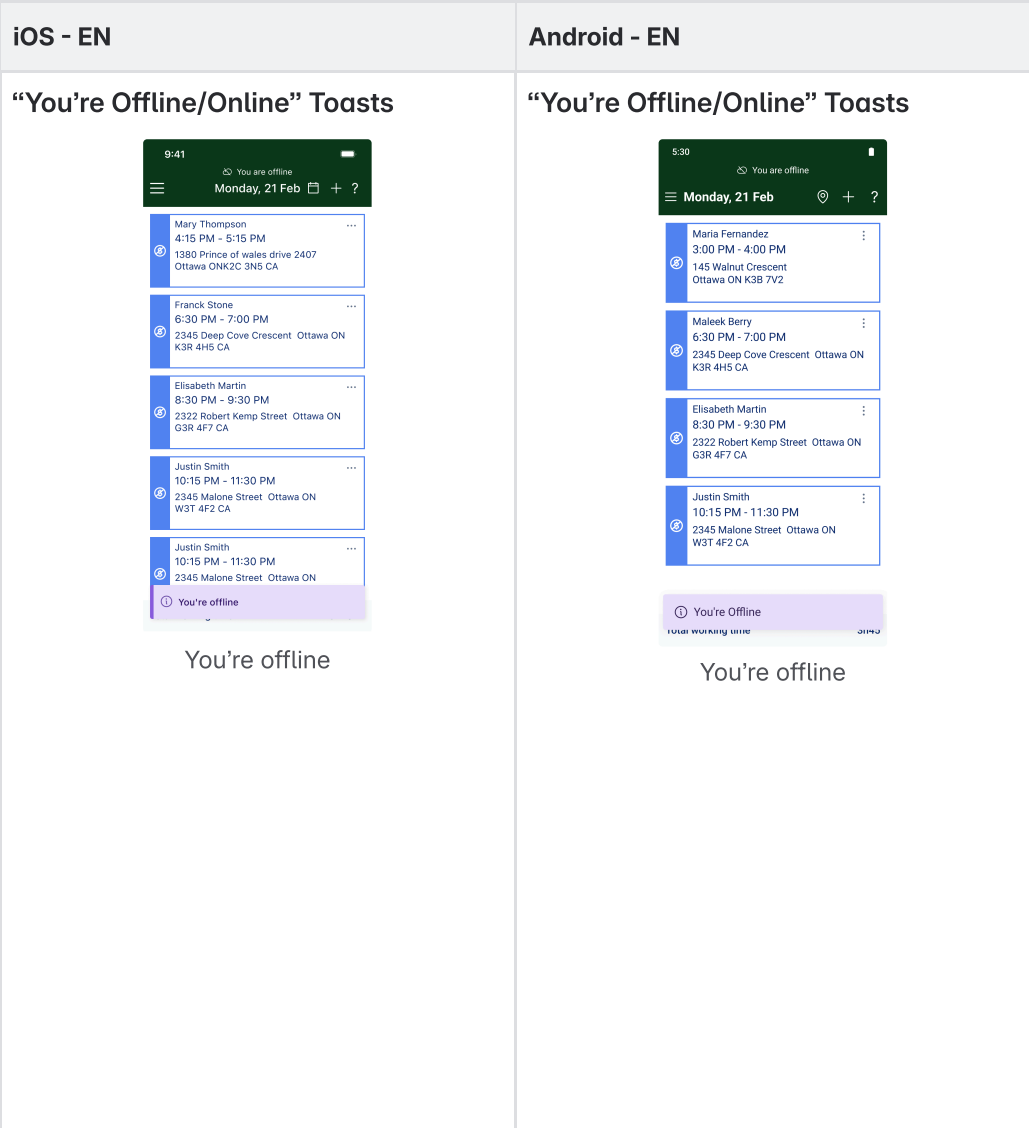 iOS - EN
“You’re Offline/Online” Toasts
9:41
You are offline
Monday, 21 Feb
?
Mary Thompson
4:15 PM - 5:15 PM
1380 Prince of wales drive 2407
Ottawa ONK2C 3N5 CA
Franck Stone
6:30 PM - 7:00 PM
2345 Deep Cove Crescent  Ottawa ON
K3R 4H5 CA
Elisabeth Martin
8:30 PM - 9:30 PM
2322 Robert Kemp Street  Ottawa ON
G3R 4F7 CA
Justin Smith
10:15 PM - 11:30 PM
2345 Malone Street  Ottawa ON
W3T 4F2 CA
Justin Smith
10:15 PM - 11:30 PM
2345 Malone Street  Ottawa ON
You're offline
You’re offline
Android - EN
“You’re Offline/Online” Toasts
5:30
You are offline
Monday, 21 Feb
?
Maria Fernandez
3:00 PM - 4:00 PM
145 Walnut Crescent
Ottawa ON K3B 7V2
Maleek Berry
6:30 PM - 7:00 PM
2345 Deep Cove Crescent  Ottawa ON
K3R 4H5 CA
Elisabeth Martin
8:30 PM - 9:30 PM
2322 Robert Kemp Street  Ottawa ON
G3R 4F7 CA
Justin Smith
10:15 PM - 11:30 PM
2345 Malone Street  Ottawa ON
W3T 4F2 CA
You're Offline
Total working time 3h45
You’re offline